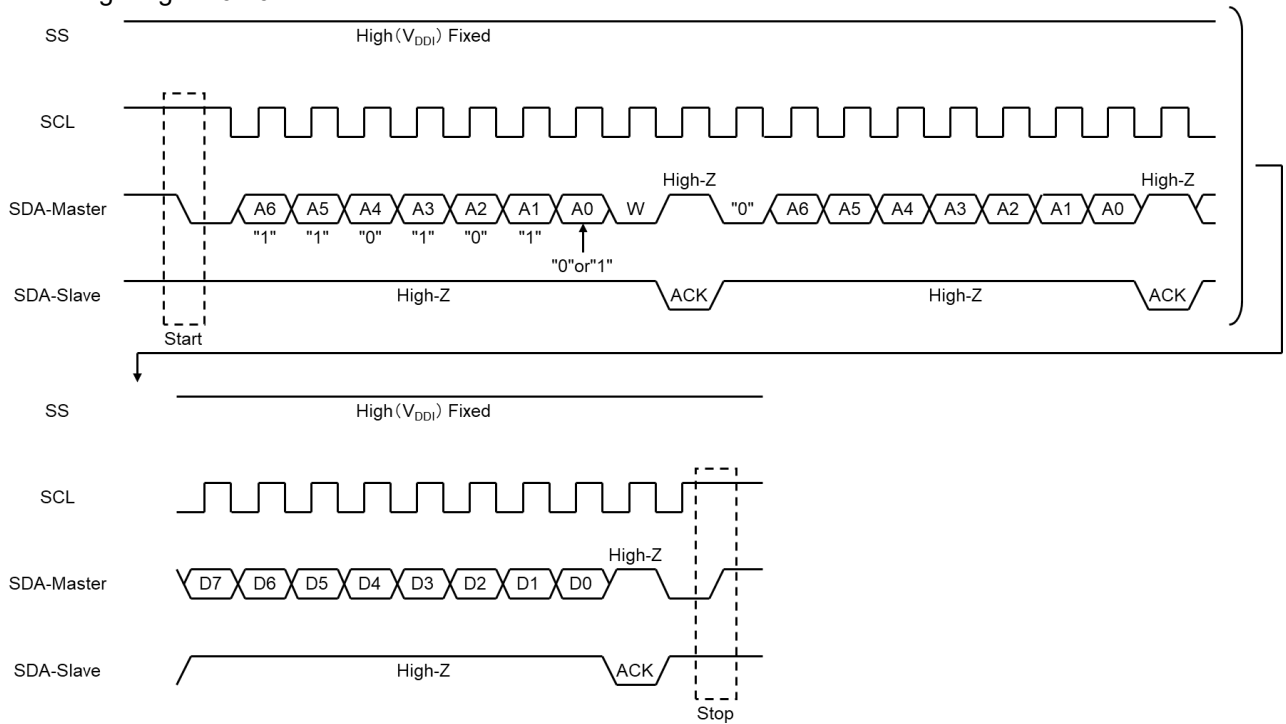 SS High(VDDI) Fixed
SCL
High-Z High-Z
SDA-Master A6 A5 A4 A3 A2 A1 A0 W "0" A6 A5 A4 A3 A2 A1 A0
"1" "1" "0" "1" "0" "1"
"0"or"1"
SDA-Slave High-Z ACK High-Z ACK
Start
SS High(VDDI) Fixed
SCL
High-Z
SDA-Master D7 D6 D5 D4 D3 D2 D1 D0
SDA-Slave High-Z ACK
Stop